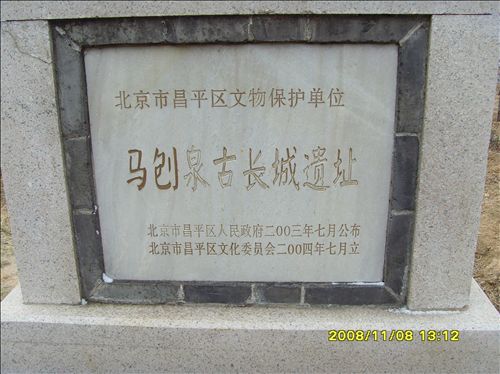 北京市昌平区文物保护单位
马刨泉古长城遗址
北京市昌平区人民政府二00三年七月公布
北京市昌平区文化委员会二00四年七月立
2008/11/08 13:12